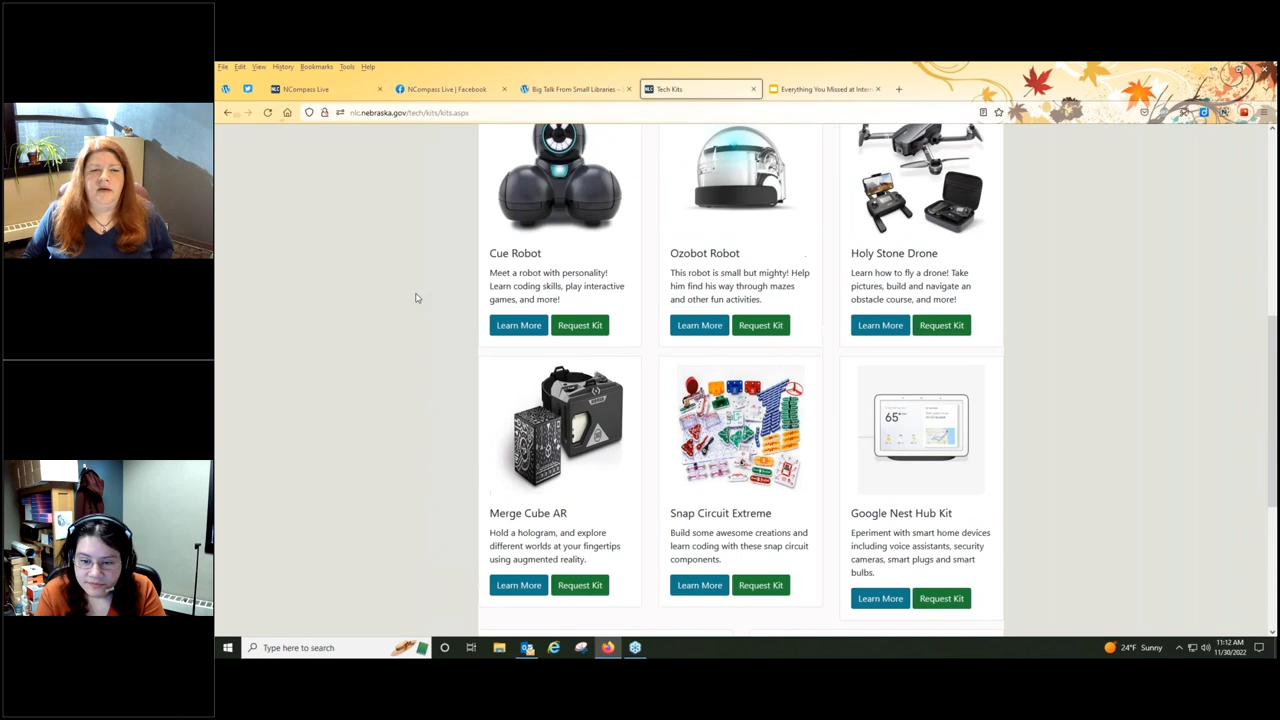 File Edit View History Bookmarks Tools Help
NLC NCompass Live
NCompass Live | Facebook
Big Talk From Small Libraries –
NLC Tech Kits
Everything You Missed at Inter
nlc.nebraska.gov/tech/kits/kits.aspx
Cue Robot
Meet a robot with personality!
Learn coding skills, play interactive
games, and more!
Learn More Request Kit
Ozobot Robot
This robot is small but mighty! Help
him find his way through mazes
and other fun activities.
Learn More Request Kit
Holy Stone Drone
Learn how to fly a drone! Take
pictures, build and navigate an
obstacle course, and more!
Learn More Request Kit
Merge Cube AR
Hold a hologram, and explore
different worlds at your fingertips
using augmented reality.
Learn More Request Kit
Snap Circuit Extreme
Build some awesome creations and
learn coding with these snap circuit
components.
Learn More Request Kit
65°
Google Nest Hub Kit
Eperiment with smart home devices
including voice assistants, security
cameras, smart plugs and smart
bulbs.
Learn More Request Kit
Type here to search
24°F Sunny
11:12 AM
11/30/2022